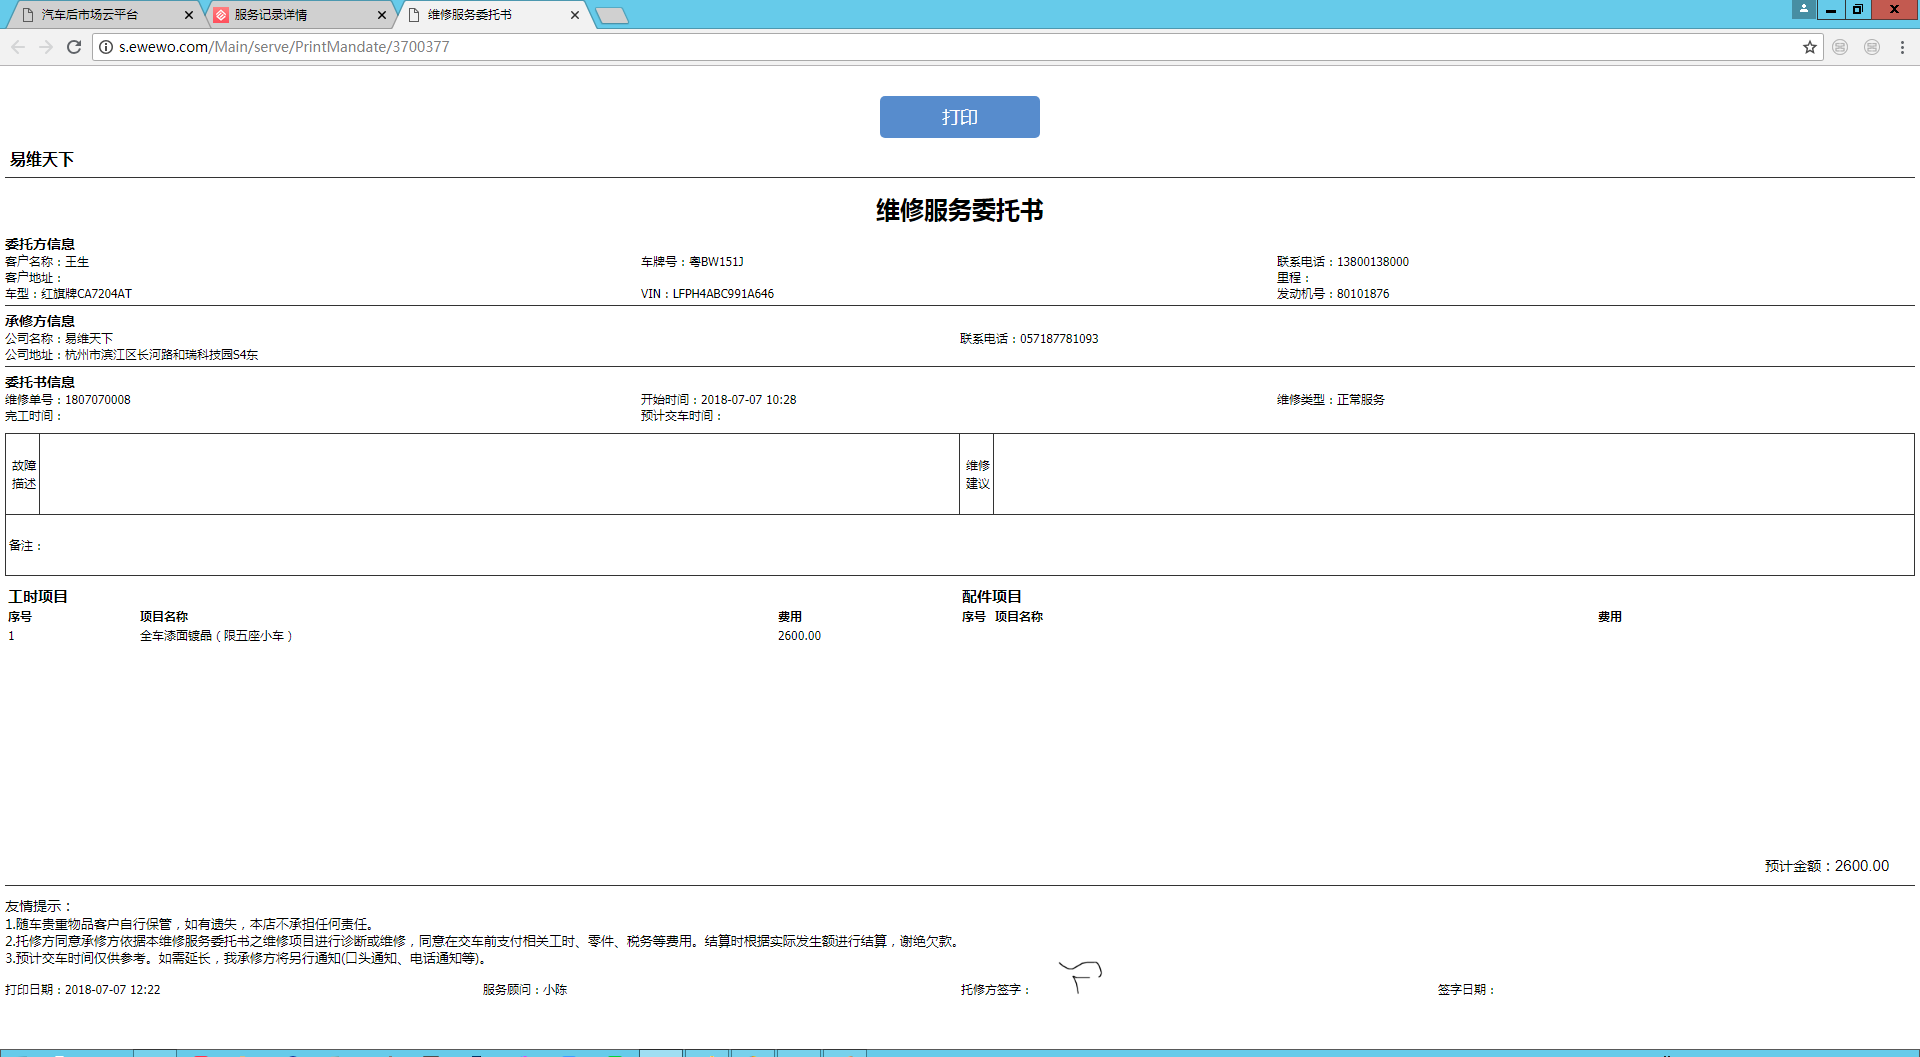 汽车后市场云平台 服务记录详情 维修服务委托书
s.ewewo.com/Main/serve/PrintMandate/3700377
打印
易维天下
维修服务委托书
委托方信息
客户名称：王生 车牌号：粤BW151J 联系电话：13800138000
客户地址： 里程：
车型：红旗牌CA7204AT VIN：LFPH4ABC991A646 发动机号：80101876
承修方信息
公司名称：易维天下 联系电话：057187781093
公司地址：杭州市滨江区长河路和瑞科技园S4东
委托书信息
维修单号：1807070008 开始时间：2018-07-07 10:28 维修类型：正常服务
完工时间： 预计交车时间：
故障描述 维修建议
备注：
工时项目 配件项目
序号 项目名称 费用 序号 项目名称 费用
1 全车漆面镀晶（限五座小车） 2600.00
预计金额：2600.00
友情提示：
1.随车贵重物品客户自行保管，如有遗失，本店不承担任何责任。
2.托修方同意承修方依据本维修服务委托书之维修项目进行诊断或维修，同意在交车前支付相关工时、零件、税务等费用。结算时根据实际发生额进行结算，谢绝欠款。
3.预计交车时间仅供参考。如需延长，我承修方将另行通知(口头通知、电话通知等)。
打印日期：2018-07-07 12:22 服务顾问：小陈 托修方签字： 签字日期：